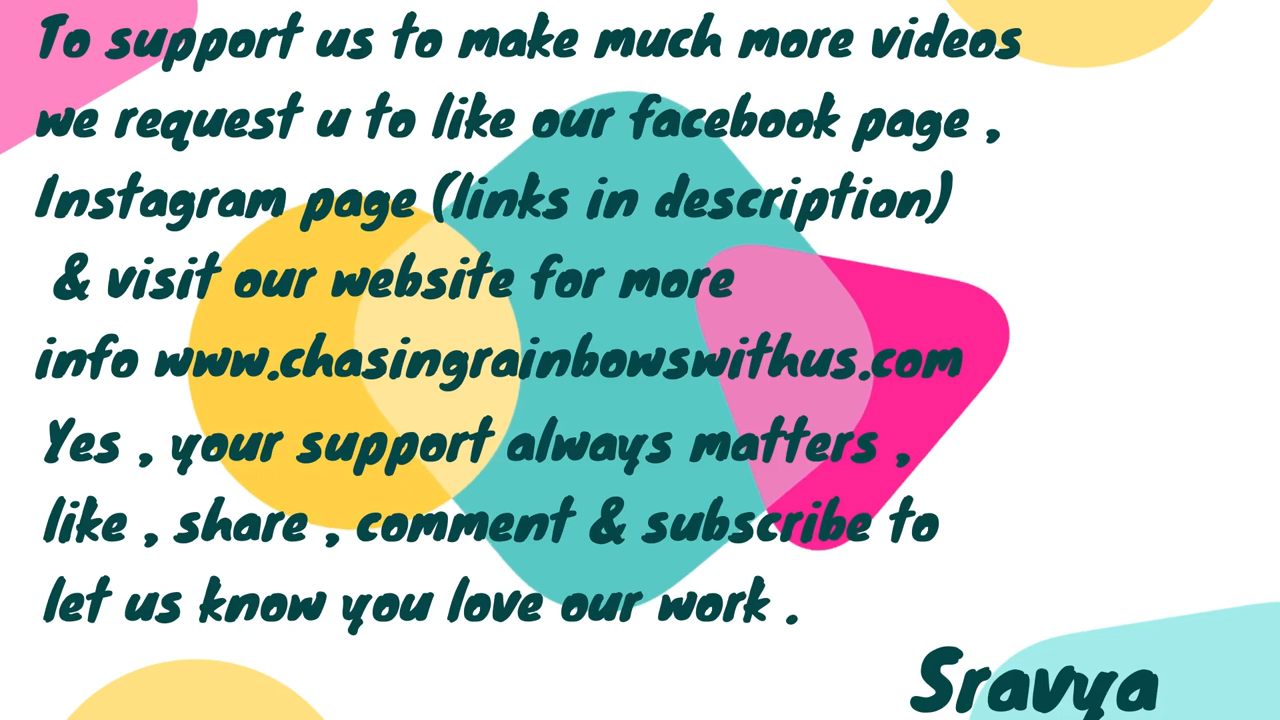 To support us to make much more videos
we request u to like our facebook page ,
Instagram page (links in description)
& visit our website for more
info www.chasingrainbowswithus.com
Yes , your support always matters ,
like , share , comment & subscribe to
let us know you love our work .
Sravya